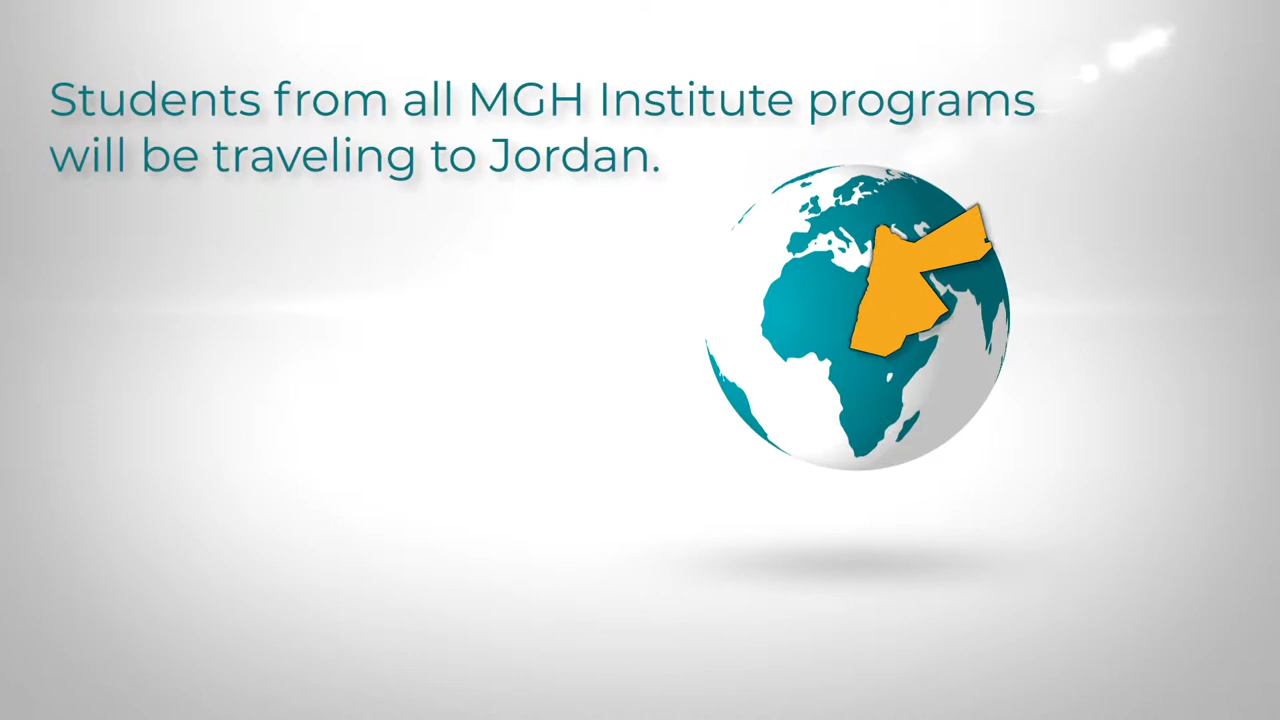 Students from all MGH Institute programs
will be traveling to Jordan.